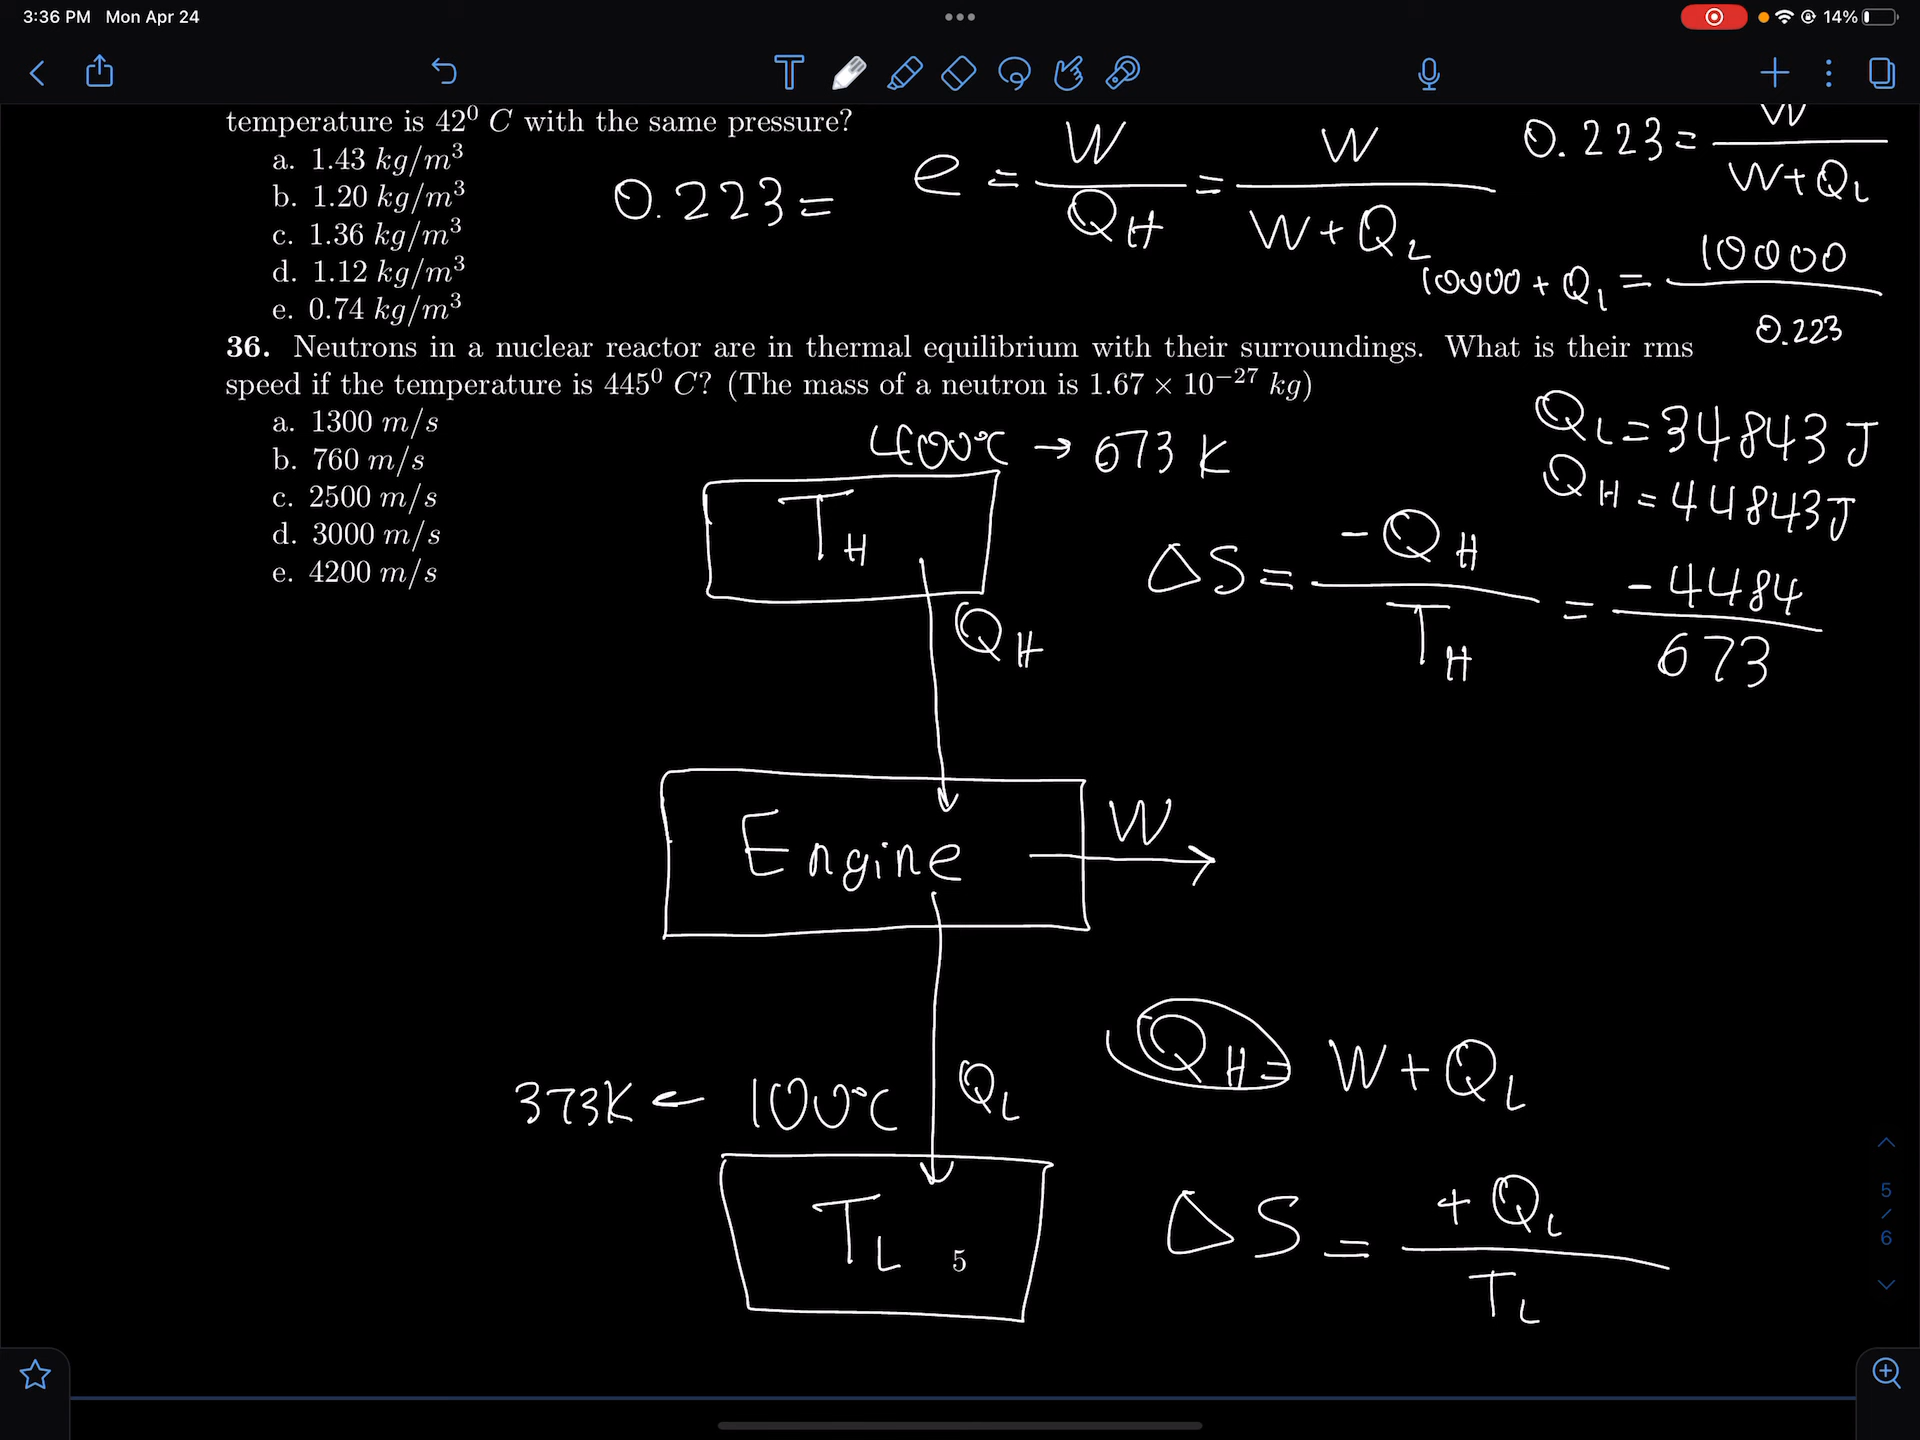 3:36 PM Mon Apr 24
14%
temperature is 42⁰ C with the same pressure?
a. 1.43 kg/m³
b. 1.20 kg/m³
c. 1.36 kg/m³
d. 1.12 kg/m³
e. 0.74 kg/m³
0.223 =
e = W / Q_H = W / W + Q_L
0.223 = W / W + Q_L
10000 + Q_L = 10000 / 0.223
36. Neutrons in a nuclear reactor are in thermal equilibrium with their surroundings. What is their rms
speed if the temperature is 445⁰ C? (The mass of a neutron is 1.67 × 10⁻²⁷ kg)
a. 1300 m/s
b. 760 m/s
c. 2500 m/s
d. 3000 m/s
e. 4200 m/s
400°C → 673 K
Q_L = 34843 J
Q_H = 44843 J
T_H
ΔS = -Q_H / T_H = -4484 / 673
Q_H
Engine
W
Q_H = W + Q_L
373K ← 100°C
Q_L
T_L
5
ΔS = +Q_L / T_L
5
/
6